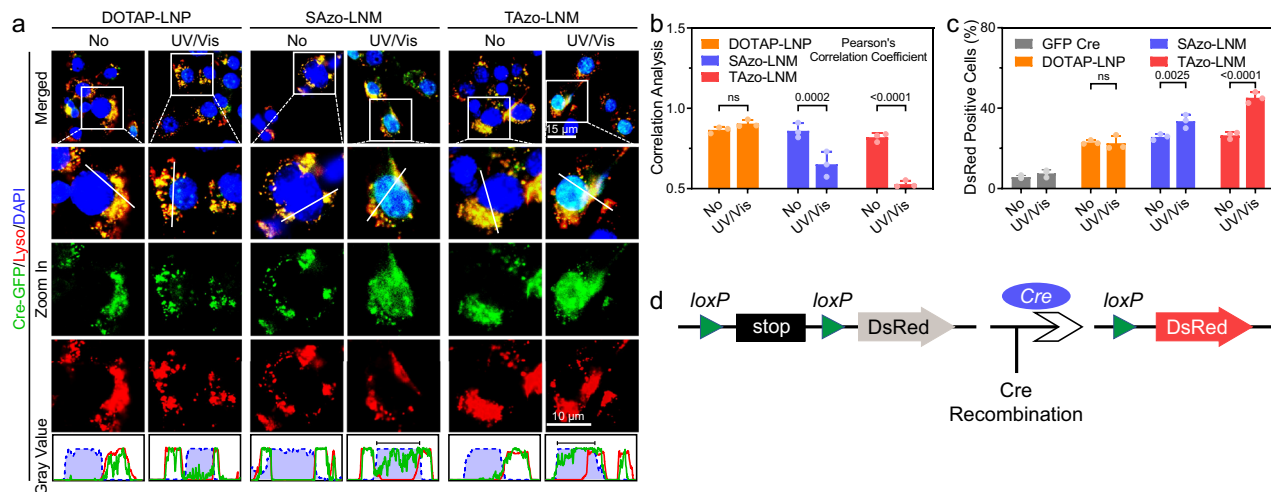 a
DOTAP-LNP SAzo-LNM TAzo-LNM
No UV/Vis No UV/Vis No UV/Vis
Merged
15 μm
Cre-GFP/Lyso/DAPI
Zoom In
10 μm
Gray Value
b
Correlation Analysis
1.5
1.0
0.5
DOTAP-LNP
SAzo-LNM
TAzo-LNM
Pearson's
Correlation Coefficient
ns
0.0002
<0.0001
No UV/Vis No UV/Vis No UV/Vis
c
DsRed Positive Cells (%)
80
60
40
20
0
GFP Cre
DOTAP-LNP
SAzo-LNM
TAzo-LNM
ns
0.0025
<0.0001
No UV/Vis No UV/Vis No UV/Vis No UV/Vis
d
loxP stop loxP DsRed
Cre
loxP DsRed
Cre
Recombination